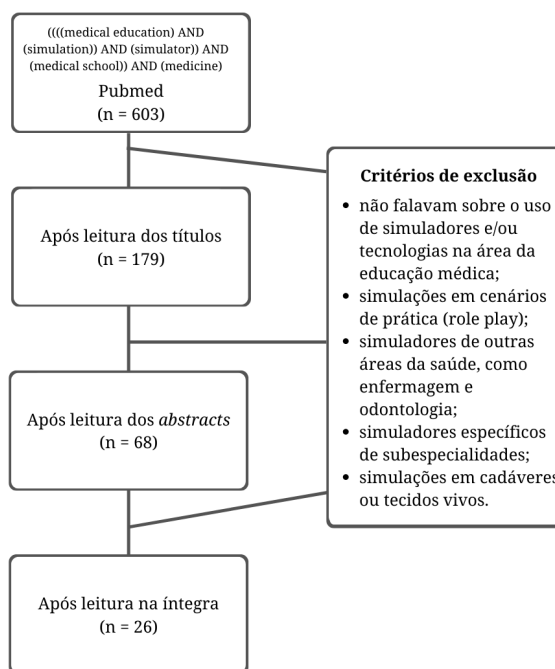 ((((medical education) AND
(simulation)) AND (simulator)) AND
(medical school)) AND (medicine)
Pubmed
(n = 603)
Após leitura dos títulos
(n = 179)
Após leitura dos abstracts
(n = 68)
Após leitura na íntegra
(n = 26)
Critérios de exclusão
• não falavam sobre o uso
de simuladores e/ou
tecnologias na área da
educação médica;
• simulações em cenários
de prática (role play);
• simuladores de outras
áreas da saúde, como
enfermagem e
odontologia;
• simuladores específicos
de subespecialidades;
• simulações em cadáveres
ou tecidos vivos.